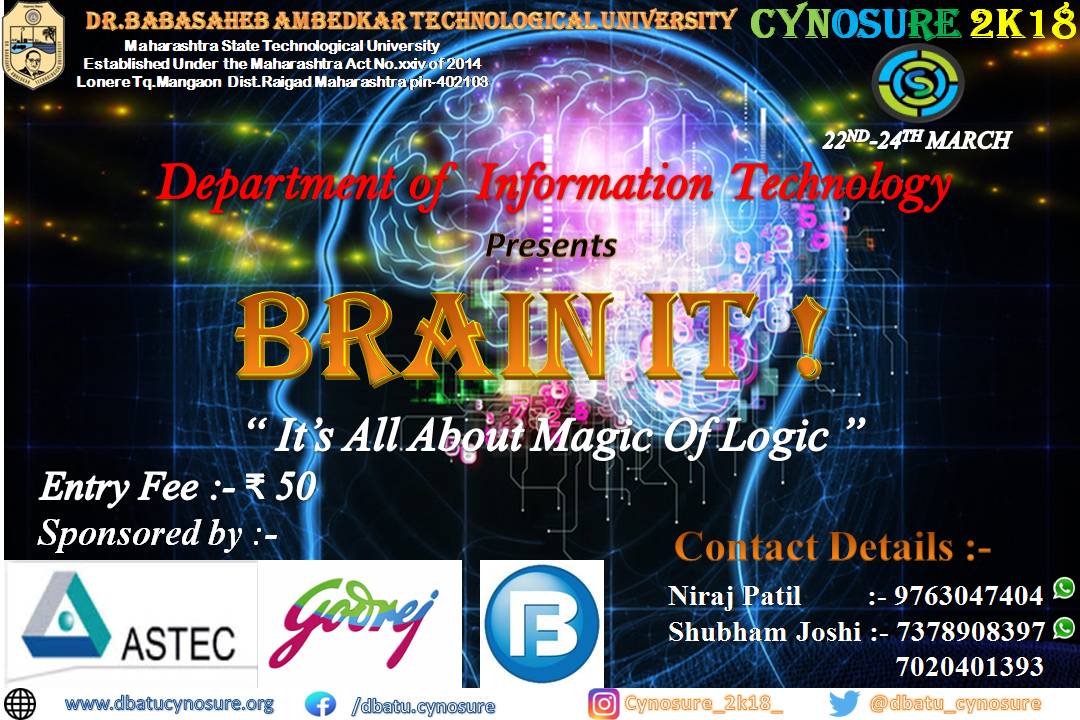 DR.BABASAHEB AMBEDKAR TECHNOLOGICAL UNIVERSITY
Maharashtra State Technological University
Established Under the Maharashtra Act No.xxiv of 2014
Lonere Tq.Mangaon Dist.Raigad Maharashtra pin-402103
CYNOSURE 2K18
22ND-24TH MARCH
Department of Information Technology
Presents
BRAIN IT !
“ It’s All About Magic Of Logic ”
Entry Fee :- ₹ 50
Sponsored by :-
ASTEC
Godrej
Contact Details :-
Niraj Patil :- 9763047404
Shubham Joshi :- 7378908397
7020401393
www.dbatucynosure.org
/dbatu.cynosure
Cynosure_2k18_
@dbatu_cynosure